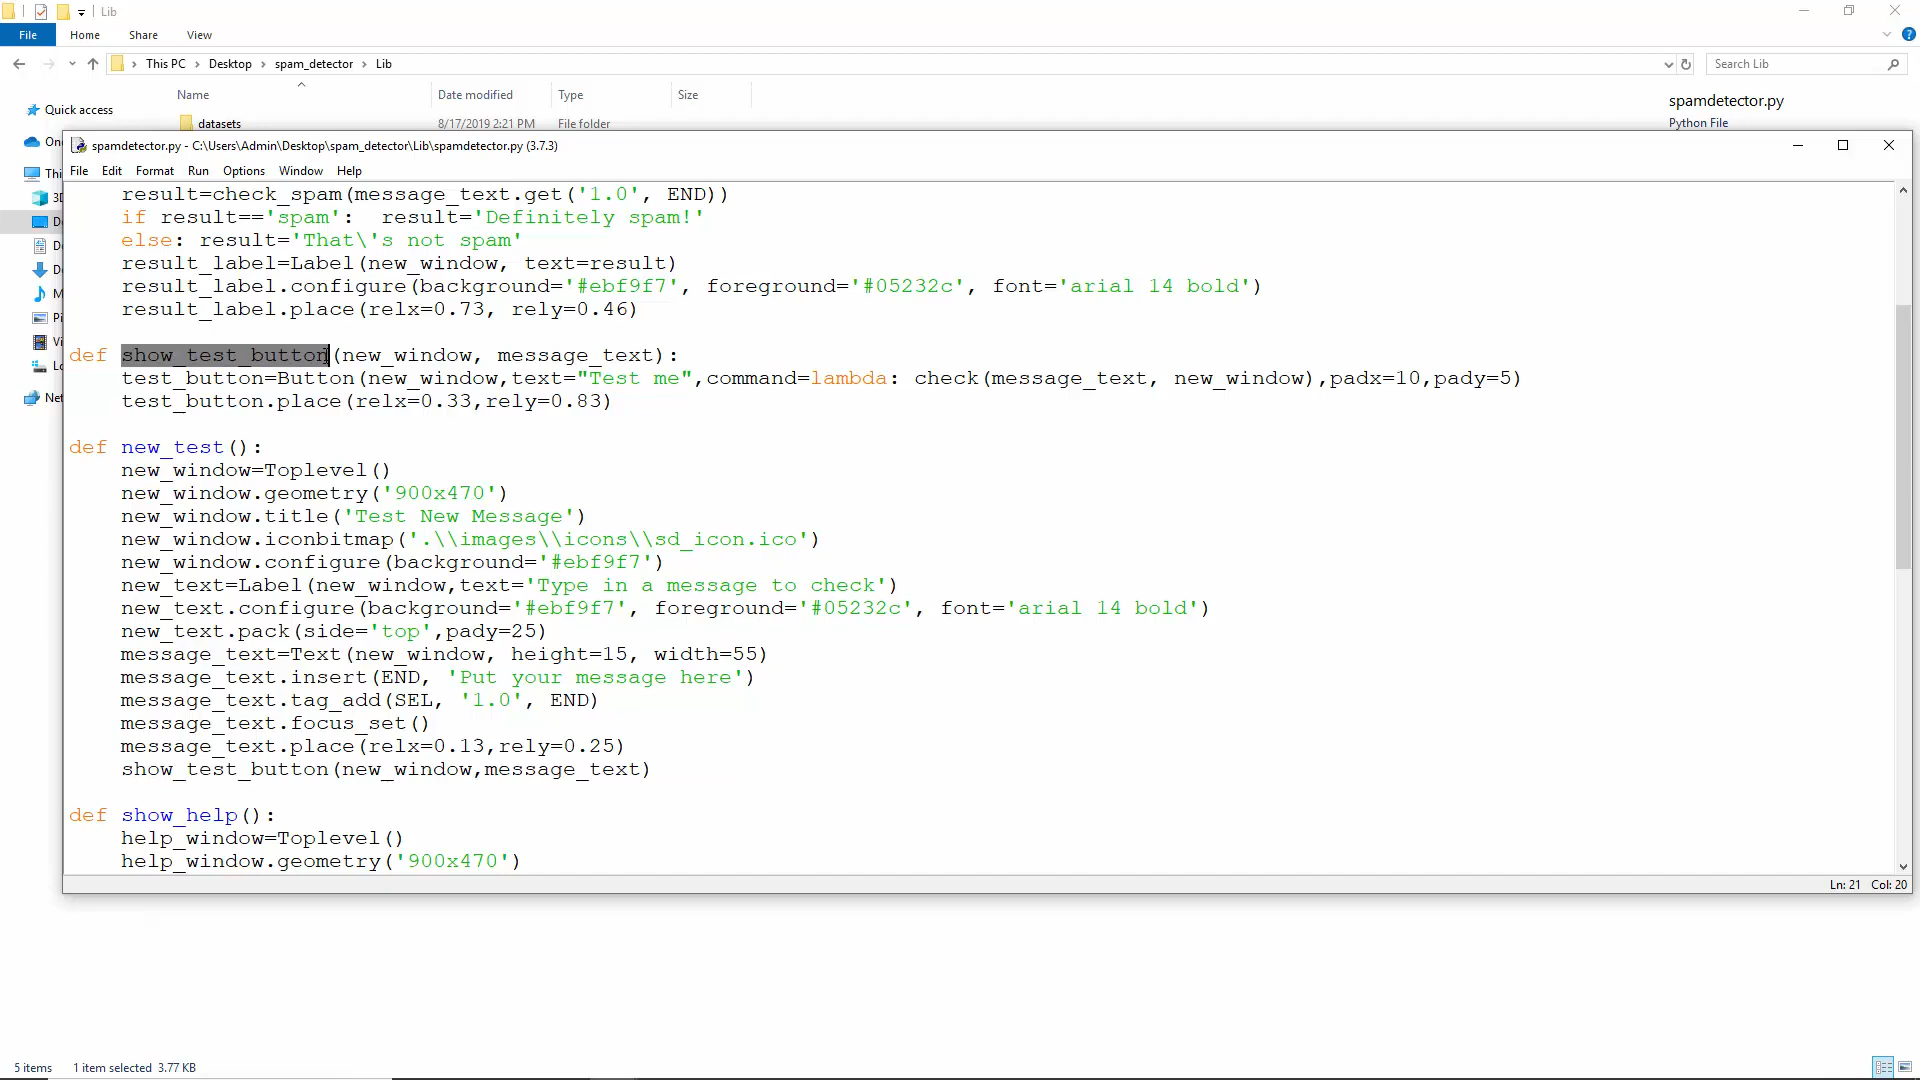 Lib
File Home Share View
This PC Desktop spam_detector Lib Search Lib
Name Date modified Type Size
spamdetector.py
Python File
Quick access
datasets 8/17/2019 2:21 PM File folder
spamdetector.py - C:\Users\Admin\Desktop\spam_detector\Lib\spamdetector.py (3.7.3)
File Edit Format Run Options Window Help
result=check_spam(message_text.get('1.0', END))
if result=='spam':  result='Definitely spam!'
else: result='That\'s not spam'
result_label=Label(new_window, text=result)
result_label.configure(background='#ebf9f7', foreground='#05232c', font='arial 14 bold')
result_label.place(relx=0.73, rely=0.46)
def show_test_button(new_window, message_text):
test_button=Button(new_window,text="Test me",command=lambda: check(message_text, new_window),padx=10,pady=5)
test_button.place(relx=0.33,rely=0.83)
def new_test():
new_window=Toplevel()
new_window.geometry('900x470')
new_window.title('Test New Message')
new_window.iconbitmap('.\\images\\icons\\sd_icon.ico')
new_window.configure(background='#ebf9f7')
new_text=Label(new_window,text='Type in a message to check')
new_text.configure(background='#ebf9f7', foreground='#05232c', font='arial 14 bold')
new_text.pack(side='top',pady=25)
message_text=Text(new_window, height=15, width=55)
message_text.insert(END, 'Put your message here')
message_text.tag_add(SEL, '1.0', END)
message_text.focus_set()
message_text.place(relx=0.13,rely=0.25)
show_test_button(new_window,message_text)
def show_help():
help_window=Toplevel()
help_window.geometry('900x470')
Ln: 21 Col: 20
5 items 1 item selected 3.77 KB